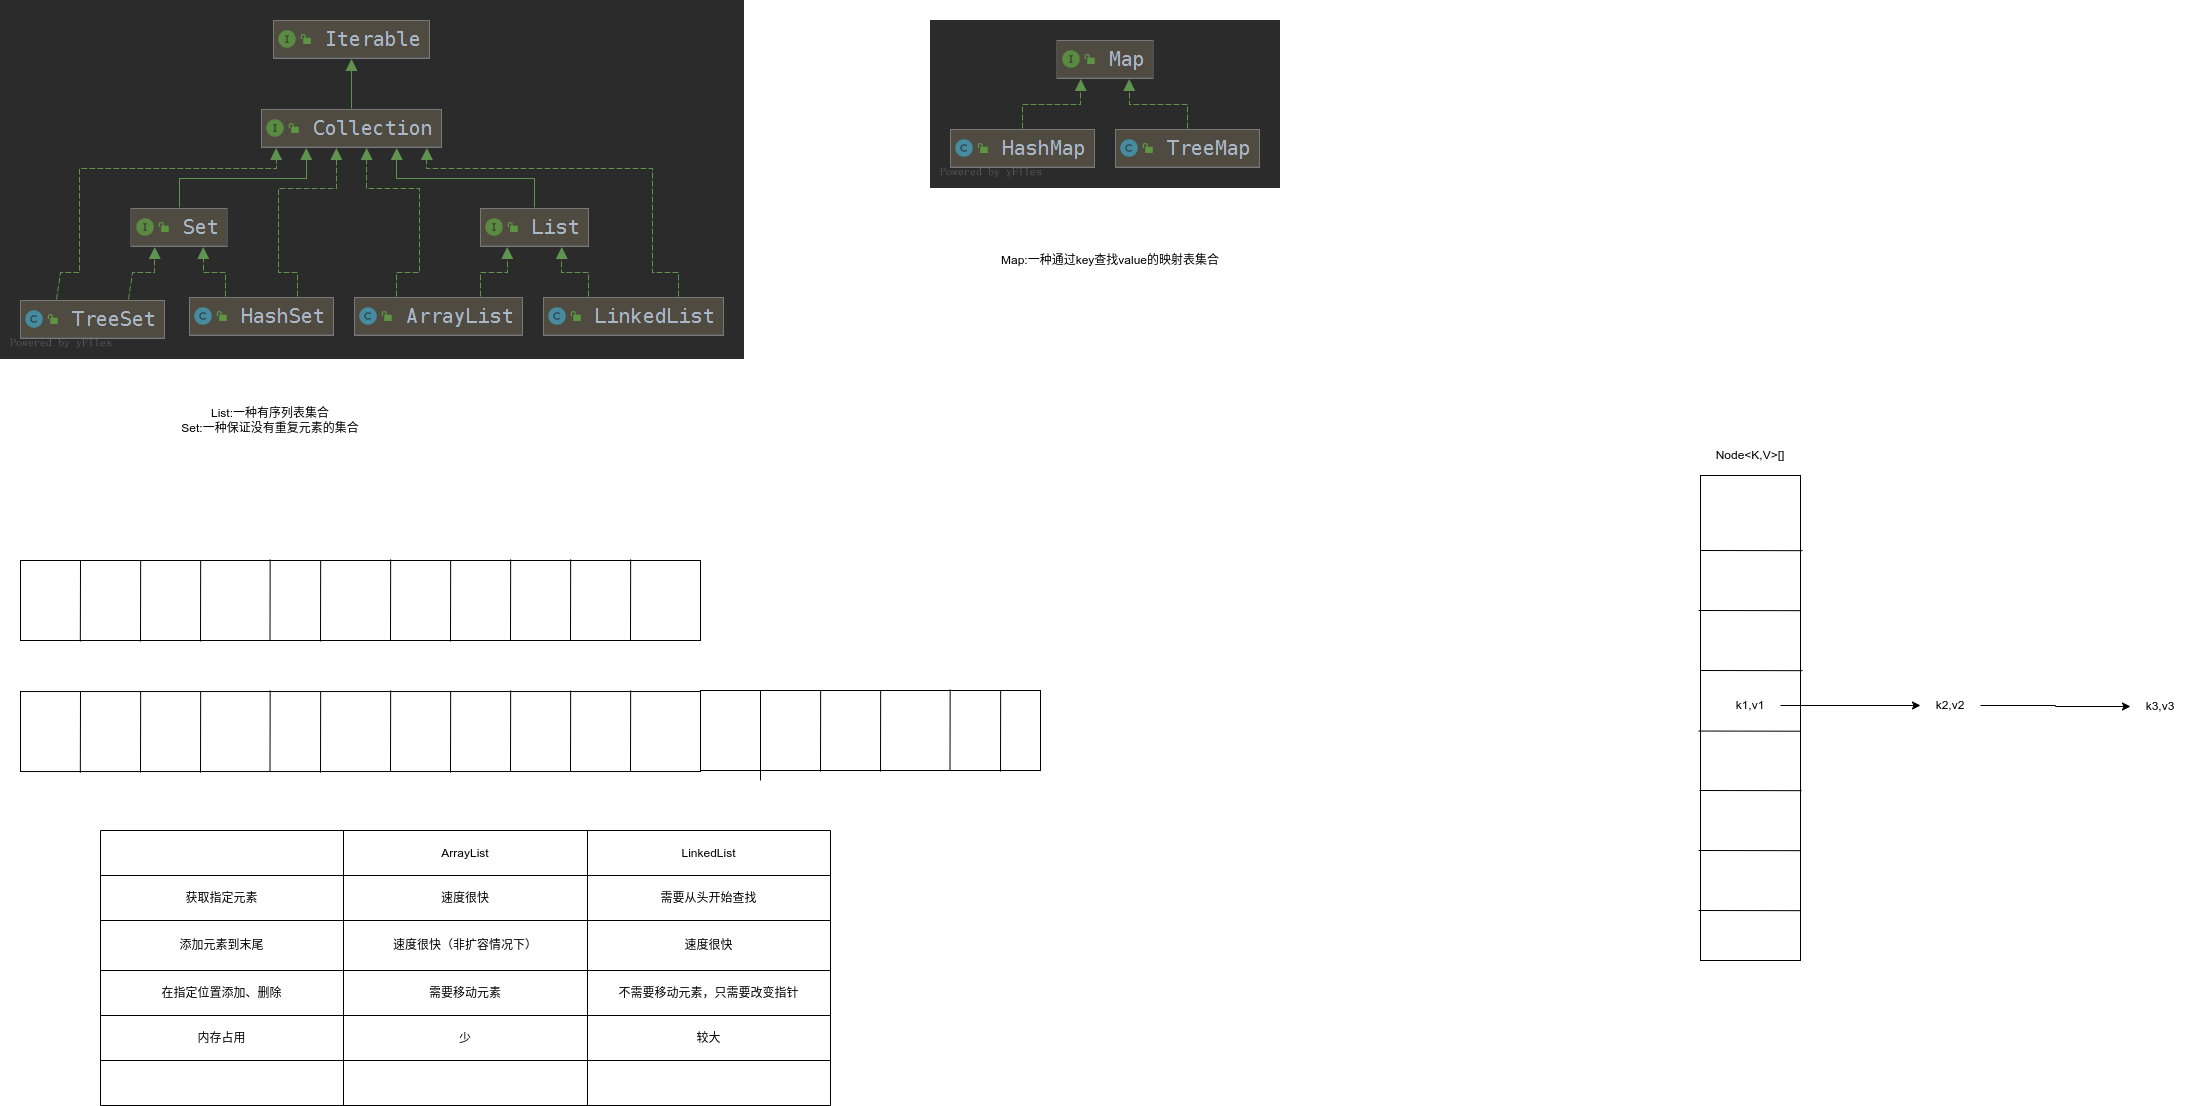 Iterable
Collection
Set
List
TreeSet
HashSet
ArrayList
LinkedList
Powered by yFiles
Map
HashMap
TreeMap
Powered by yFiles
Map:一种通过key查找value的映射表集合
List:一种有序列表集合
Set:一种保证没有重复元素的集合
Node<K,V>[]
k1,v1
k2,v2
k3,v3
ArrayList
LinkedList
获取指定元素
速度很快
需要从头开始查找
添加元素到末尾
速度很快（非扩容情况下）
速度很快
在指定位置添加、删除
需要移动元素
不需要移动元素，只需要改变指针
内存占用
少
较大